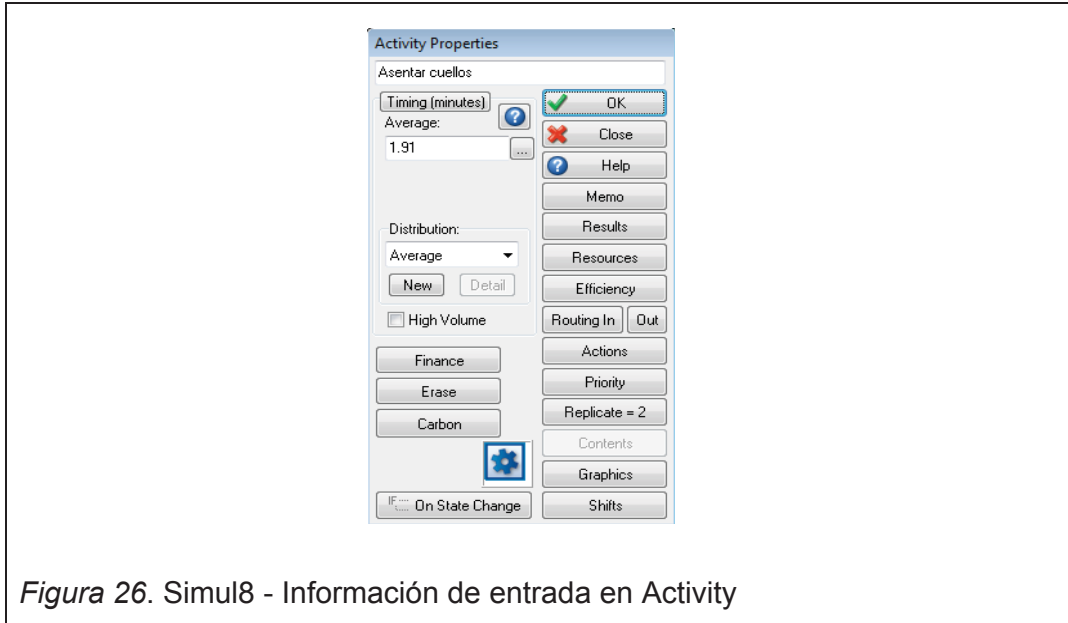 Activity Properties
Asentar cuellos
Timing (minutes)
Average:
1.91
...
Distribution:
Average
New Detail
High Volume
Finance
Erase
Carbon
IF On State Change
OK
Close
Help
Memo
Results
Resources
Efficiency
Routing In Out
Actions
Priority
Replicate = 2
Contents
Graphics
Shifts
Figura 26. Simul8 - Información de entrada en Activity